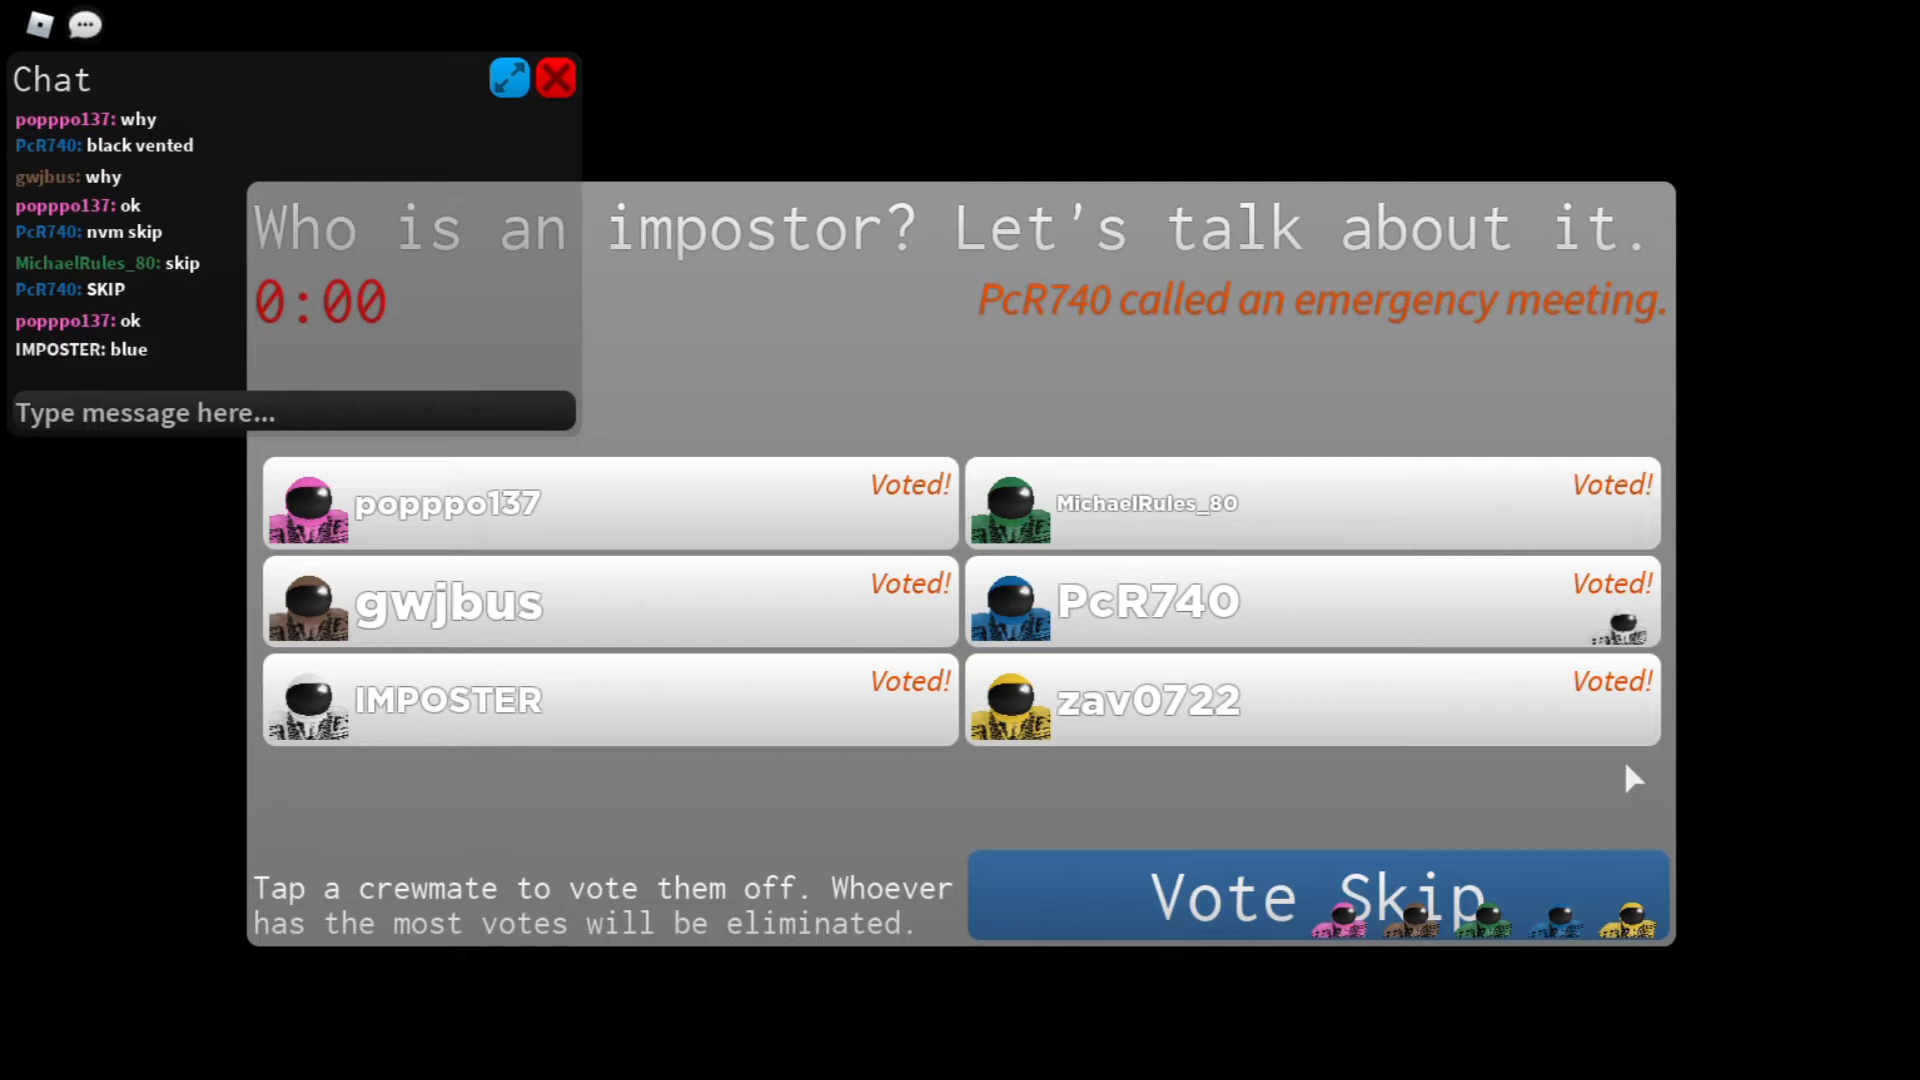 Chat
popppo137: why
PcR740: black vented
gwjbus: why
popppo137: ok
PcR740: nvm skip
MichaelRules_80: skip
PcR740: SKIP
popppo137: ok
IMPOSTER: blue
Type message here...
Who is an impostor? Let's talk about it.
0:00
PcR740 called an emergency meeting.
popppo137
Voted!
MichaelRules_80
Voted!
gwjbus
Voted!
PcR740
Voted!
IMPOSTER
Voted!
zav0722
Voted!
Tap a crewmate to vote them off. Whoever
has the most votes will be eliminated.
Vote Skip